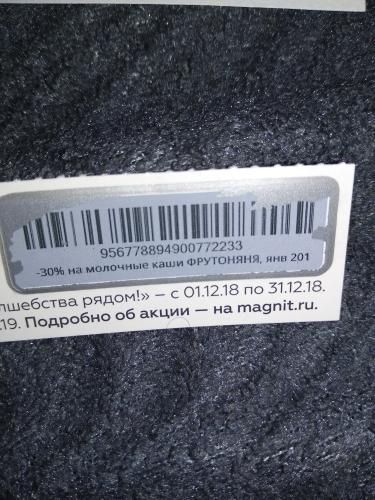 956778894900772233
-30% на молочные каши ФРУТОНЯНЯ, янв 201
лшебства рядом!» – с 01.12.18 по 31.12.18.
.19. Подробно об акции – на magnit.ru.